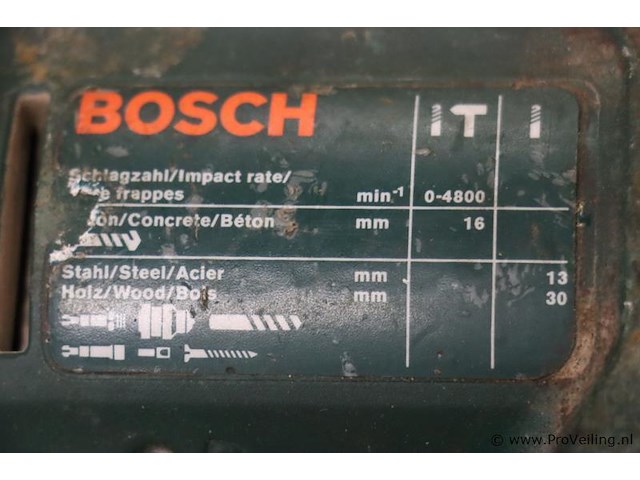 BOSCH
Schlagzahl/Impact rate/
frappes min.-1 0-4800
/Concrete/Béton mm 16
Stahl/Steel/Acier mm 13
Holz/Wood/Bois mm 30
© www.ProVeiling.nl